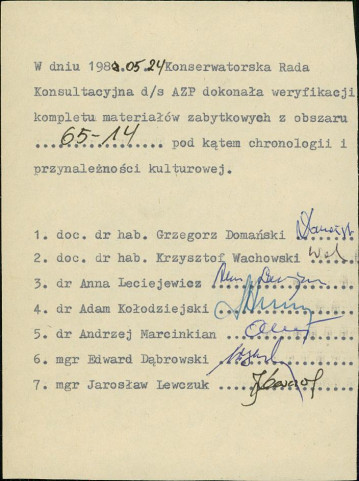 W dniu 198 .05.24 Konserwatorska Rada
Konsultacyjna d/s AZP dokonała weryfikacji
kompletu materiałów zabytkowych z obszaru
65-14 pod kątem chronologii i
przynależności kulturowej.
1. doc. dr hab. Grzegorz Domański
2. doc. dr hab. Krzysztof Wachowski
3. dr Anna Leciejewicz
4. dr Adam Kołodziejski
5. dr Andrzej Marcinkian
6. mgr Edward Dąbrowski
7. mgr Jarosław Lewczuk